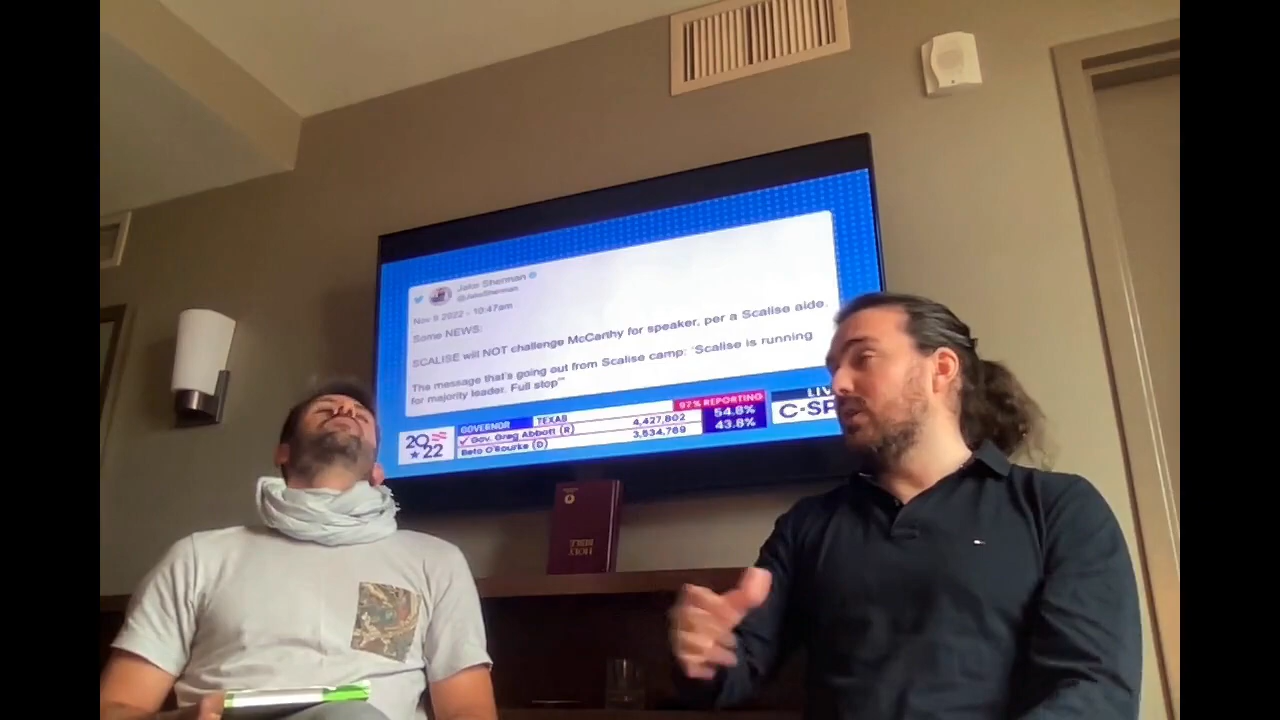 Jake Sherman
@JakeSherman
Nov 9 2022 - 10:47am
Some NEWS:
SCALISE will NOT challenge McCarthy for speaker, per a Scalise aide.
The message that's going out from Scalise camp: 'Scalise is running
for majority leader. Full stop'"
2022
GOVERNOR TEXAS 97% REPORTING
✓ Gov. Greg Abbott (R) 4,427,802 54.8%
Beto O'Rourke (D) 3,534,769 43.8%
LIV
C-SP
HOLY
BIBLE